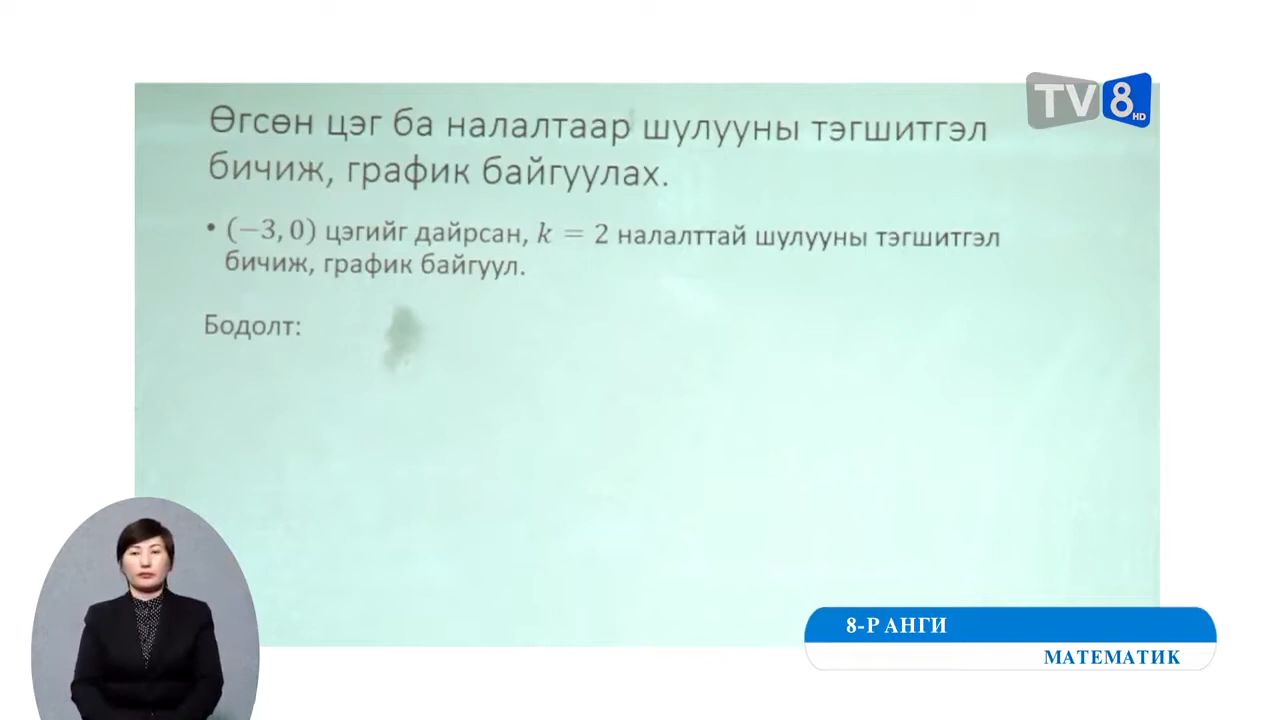 TV8 HD
Өгсөн цэг ба налалтаар шулууны тэгшитгэл
бичиж, график байгуулах.
• (−3, 0) цэгийг дайрсан, k = 2 налалттай шулууны тэгшитгэл
бичиж, график байгуул.
Бодолт:
8-Р АНГИ
МАТЕМАТИК